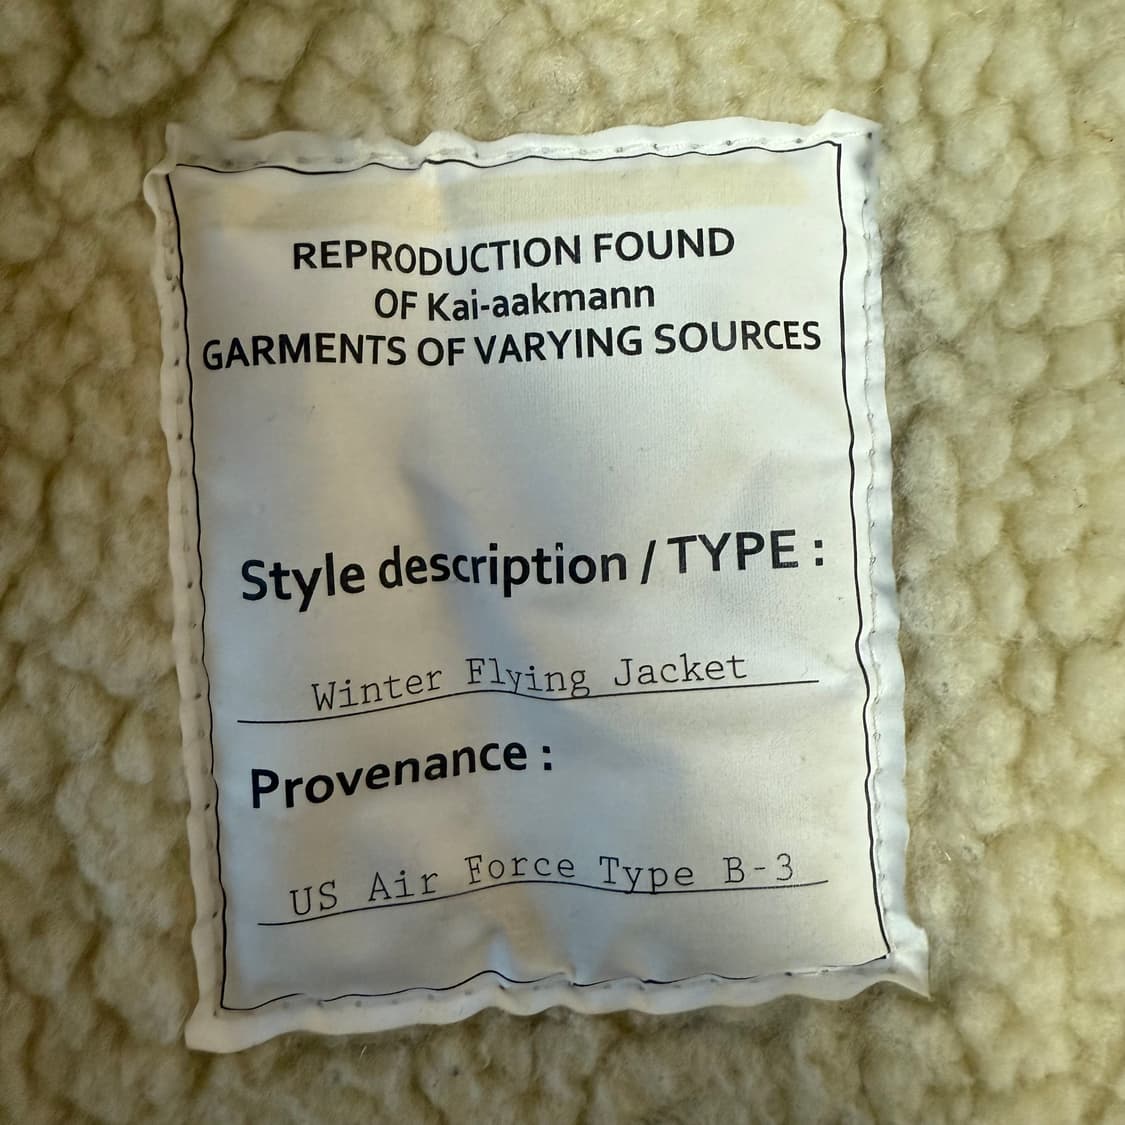 REPRODUCTION FOUND
OF Kai-aakmann
GARMENTS OF VARYING SOURCES
Style description / TYPE :
Winter Flying Jacket
Provenance :
US Air Force Type B-3